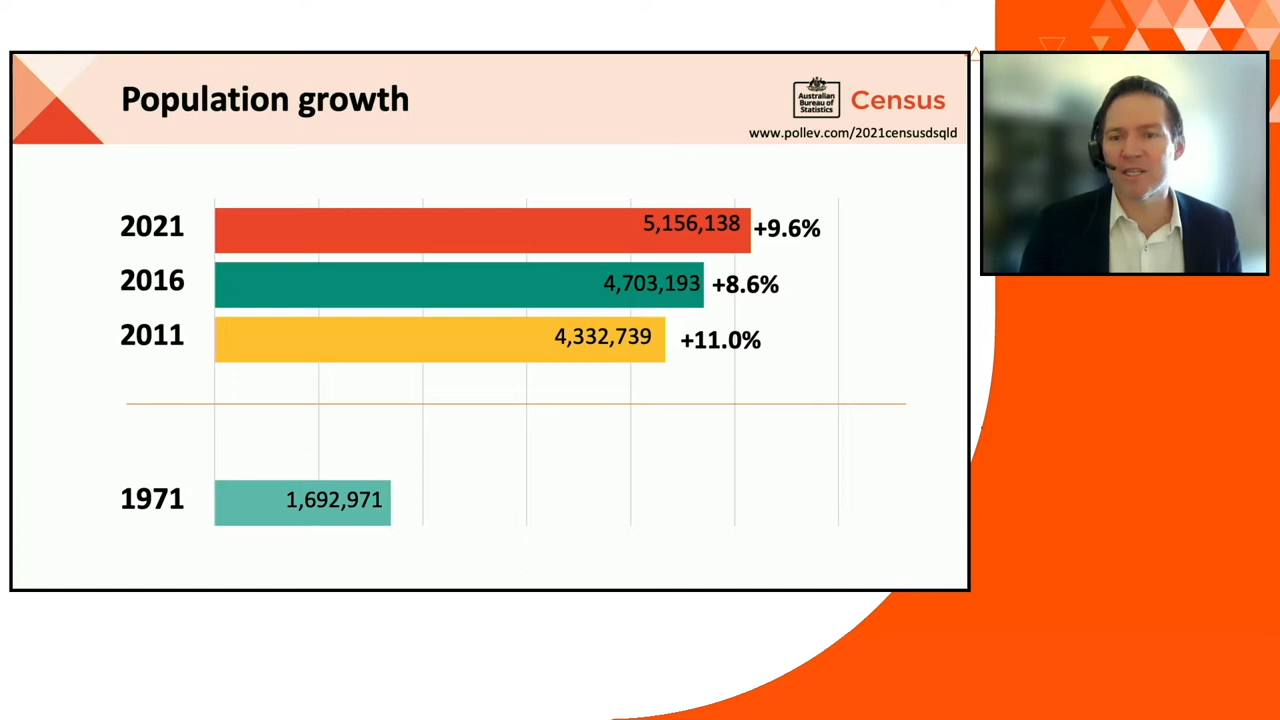 Population growth
Australian
Bureau of
Statistics
Census
www.pollev.com/2021censusdsqld
2021
5,156,138
+9.6%
2016
4,703,193
+8.6%
2011
4,332,739
+11.0%
1971
1,692,971